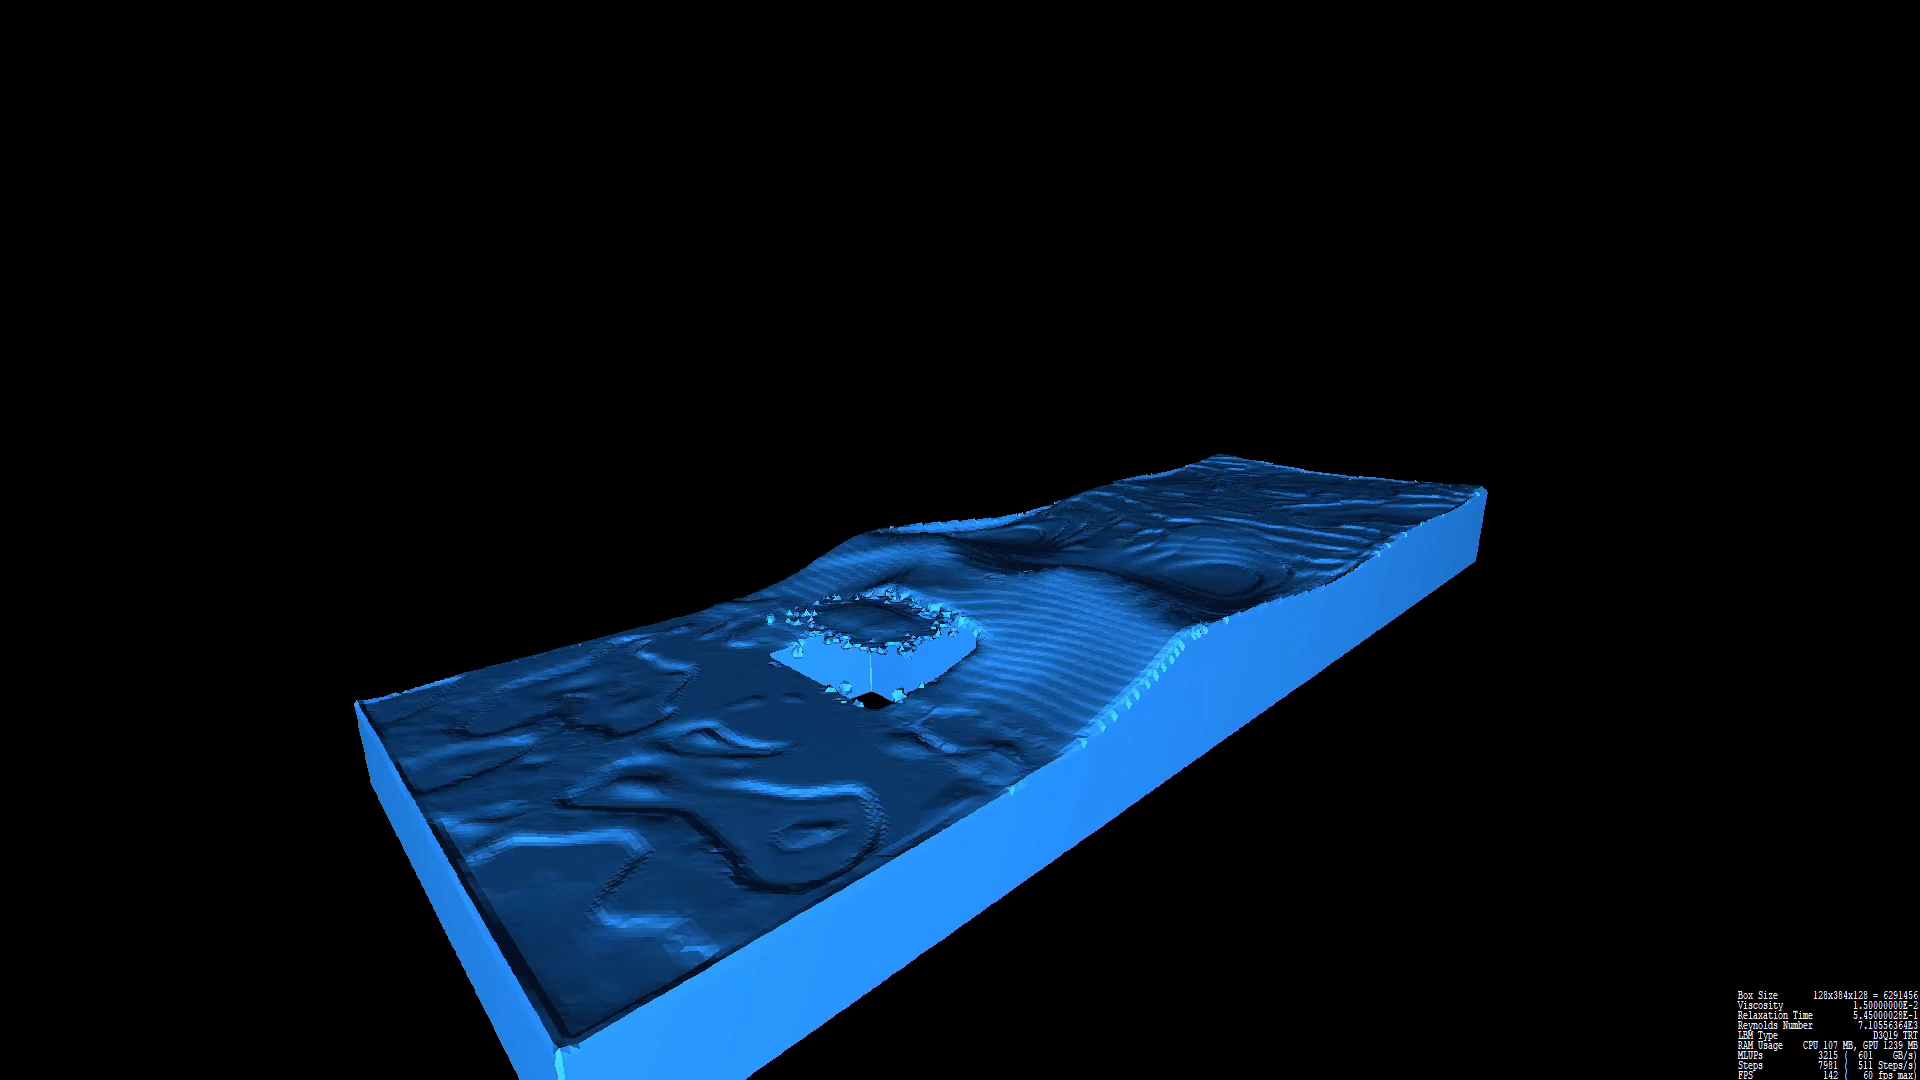 Box Size 128x384x128 = 6291456
Viscosity 1.50000000E-2
Relaxation Time 5.45000028E-1
Reynolds Number 7.10556364E3
LBM Type D3Q19 TRT
RAM Usage CPU 107 MB, GPU 1239 MB
MLUPs 3215 ( 601 GB/s)
Steps 7981 ( 511 Steps/s)
FPS 142 ( 60 fps max)